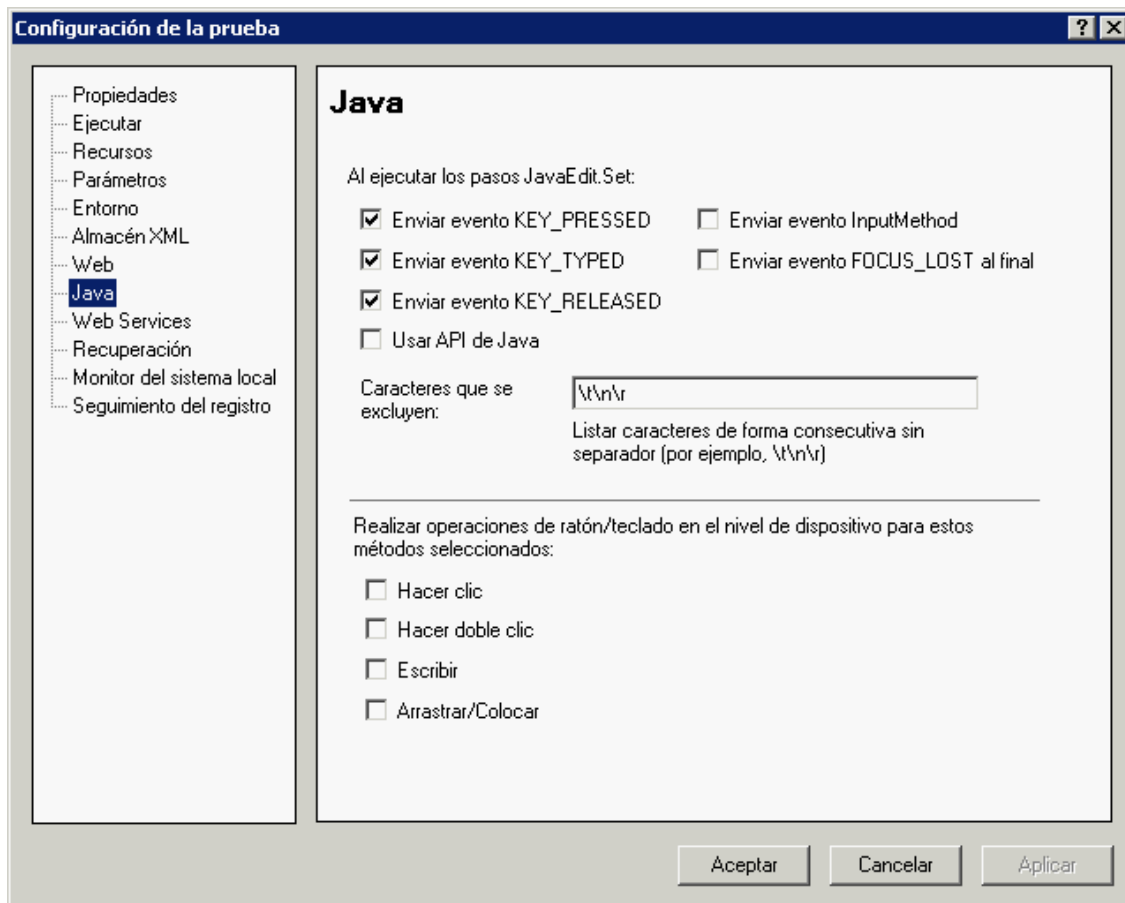 Configuración de la prueba
Propiedades
Ejecutar
Recursos
Parámetros
Entorno
Almacén XML
Web
Java
Web Services
Recuperación
Monitor del sistema local
Seguimiento del registro
Java
Al ejecutar los pasos JavaEdit.Set:
Enviar evento KEY_PRESSED
Enviar evento InputMethod
Enviar evento KEY_TYPED
Enviar evento FOCUS_LOST al final
Enviar evento KEY_RELEASED
Usar API de Java
Caracteres que se
excluyen:
\t\n\r
Listar caracteres de forma consecutiva sin
separador (por ejemplo, \t\n\r)
Realizar operaciones de ratón/teclado en el nivel de dispositivo para estos
métodos seleccionados:
Hacer clic
Hacer doble clic
Escribir
Arrastrar/Colocar
Aceptar
Cancelar
Aplicar